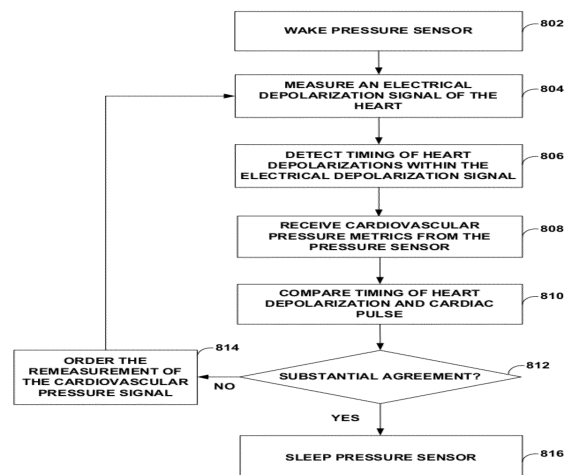 WAKE PRESSURE SENSOR
802
MEASURE AN ELECTRICAL
DEPOLARIZATION SIGNAL OF THE
HEART
804
DETECT TIMING OF HEART
DEPOLARIZATIONS WITHIN THE
ELECTRICAL DEPOLARIZATION SIGNAL
806
RECEIVE CARDIOVASCULAR
PRESSURE METRICS FROM THE
PRESSURE SENSOR
808
COMPARE TIMING OF HEART
DEPOLARIZATION AND CARDIAC
PULSE
810
SUBSTANTIAL AGREEMENT?
812
NO
814
ORDER THE
REMEASUREMENT OF
THE CARDIOVASCULAR
PRESSURE SIGNAL
YES
SLEEP PRESSURE SENSOR
816